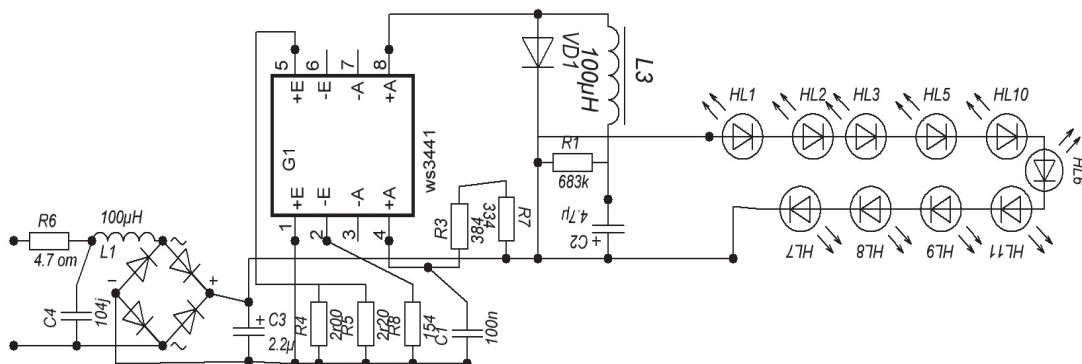 5 6 7 8
+E -E -A +A
G1
ws3441
+E -E -A +A
1 2 3 4
VD1
100µH
L3
R1
683k
4.7µ
+ C2
R3
384
R7
334
HL1 HL2 HL3 HL5 HL10
HL6
HL7 HL8 HL9 HL11
R6
4.7 om
100µH
L1
~
- +
~
C4
104j
+ C3
2.2µ
R4
2r00
R5
2r20
R8
154
C1
100n